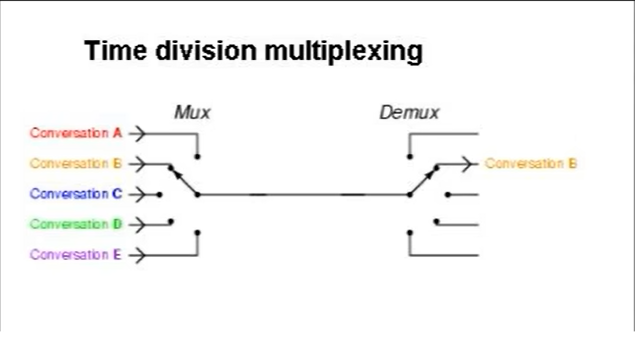 Time division multiplexing
Mux
Demux
Conversation A
Conversation B
Conversation B
Conversation C
Conversation D
Conversation E